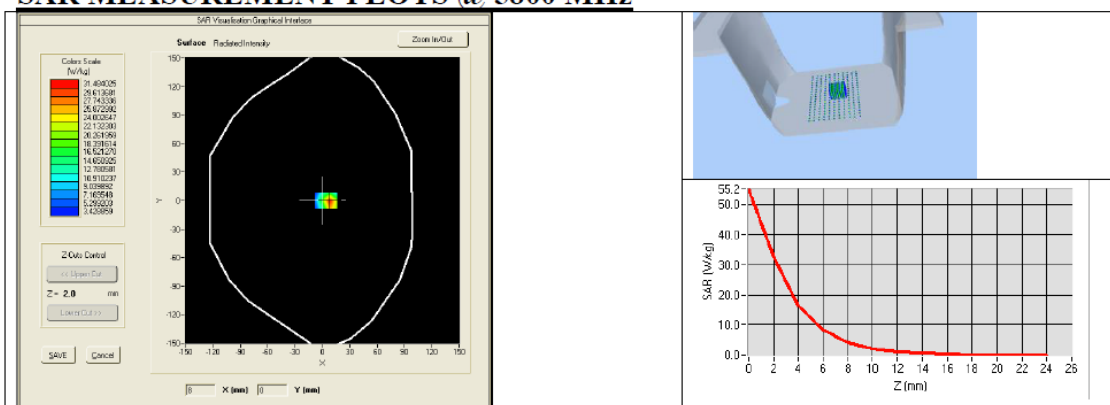 SAR MEASUREMENT PLOTS @ 5800 MHz
SAR Visualisation Graphical Interface
Surface Radiated Intensity
Zoom In/Out
Colors Scale
(W/kg)
31.484025
29.613681
27.743336
25.872992
24.002647
22.132303
20.261959
18.391614
16.521270
14.650925
12.780581
10.910237
9.039892
7.169548
5.299203
3.428859
Z-Cuts Control
<< Upper Cut
Z = 2.0 mm
Lower Cut >>
SAVE Cancel
150-
120-
90-
60-
30-
0-
-30-
-60-
-90-
-120-
-150-
Y
-150 -120 -90 -60 -30 0 30 60 90 120 150
X
8 X (mm) 0 Y (mm)
55.2-
50.0-
40.0-
30.0-
20.0-
10.0-
0.0-
SAR (W/kg)
0 2 4 6 8 10 12 14 16 18 20 22 24 26
Z (mm)